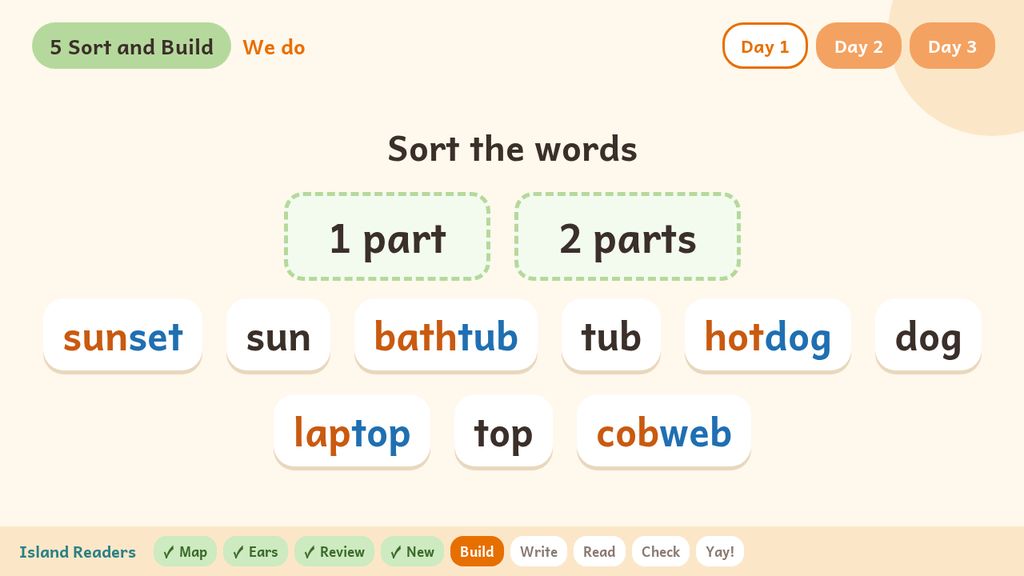 5 Sort and Build We do Day 1 Day 2 Day 3
Sort the words
1 part 2 parts
sunset sun bathtub tub hotdog dog
laptop top cobweb
Island Readers ✓ Map ✓ Ears ✓ Review ✓ New Build Write Read Check Yay!